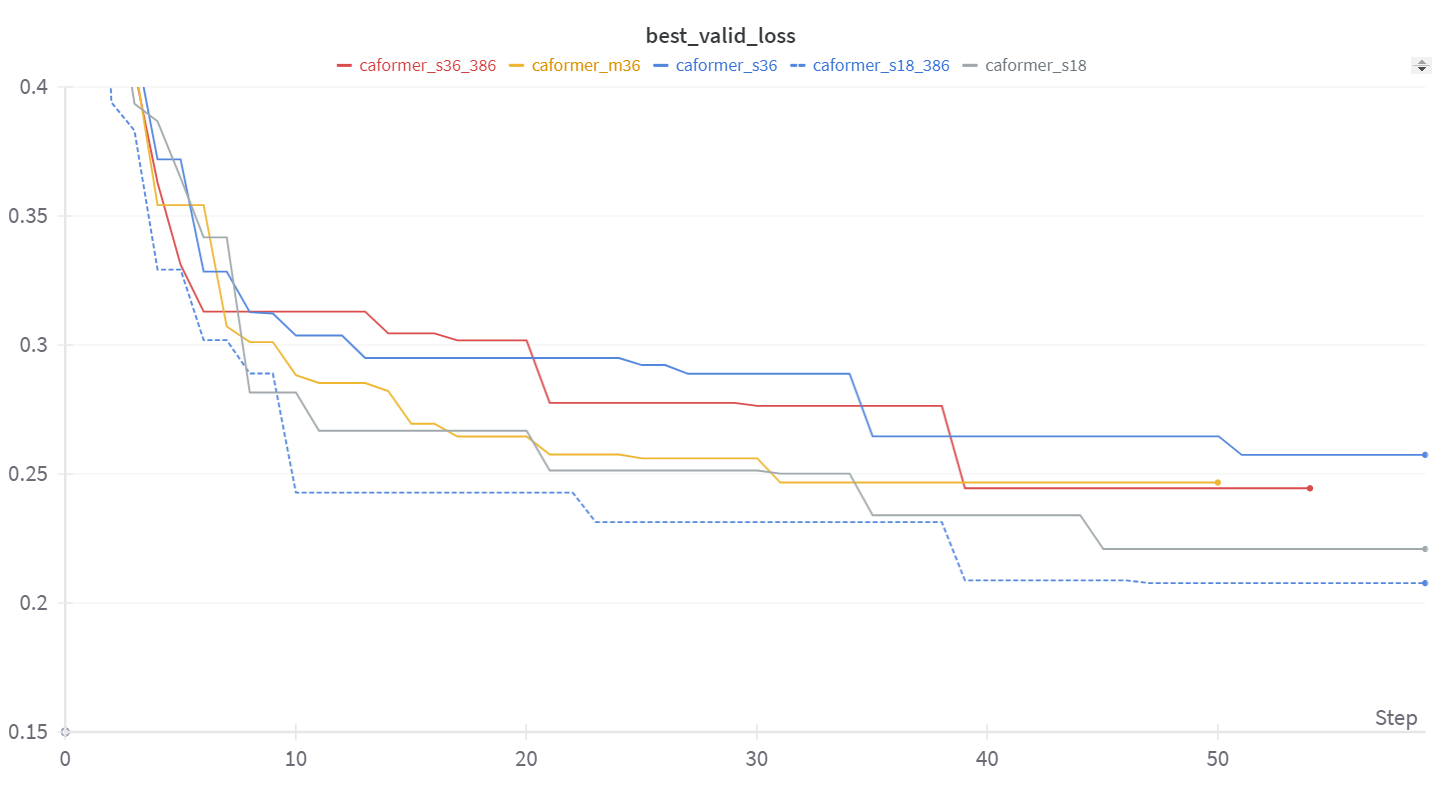 best_valid_loss
caformer_s36_386 caformer_m36 caformer_s36 caformer_s18_386 caformer_s18
0.4
0.35
0.3
0.25
0.2
0.15
Step
0 10 20 30 40 50